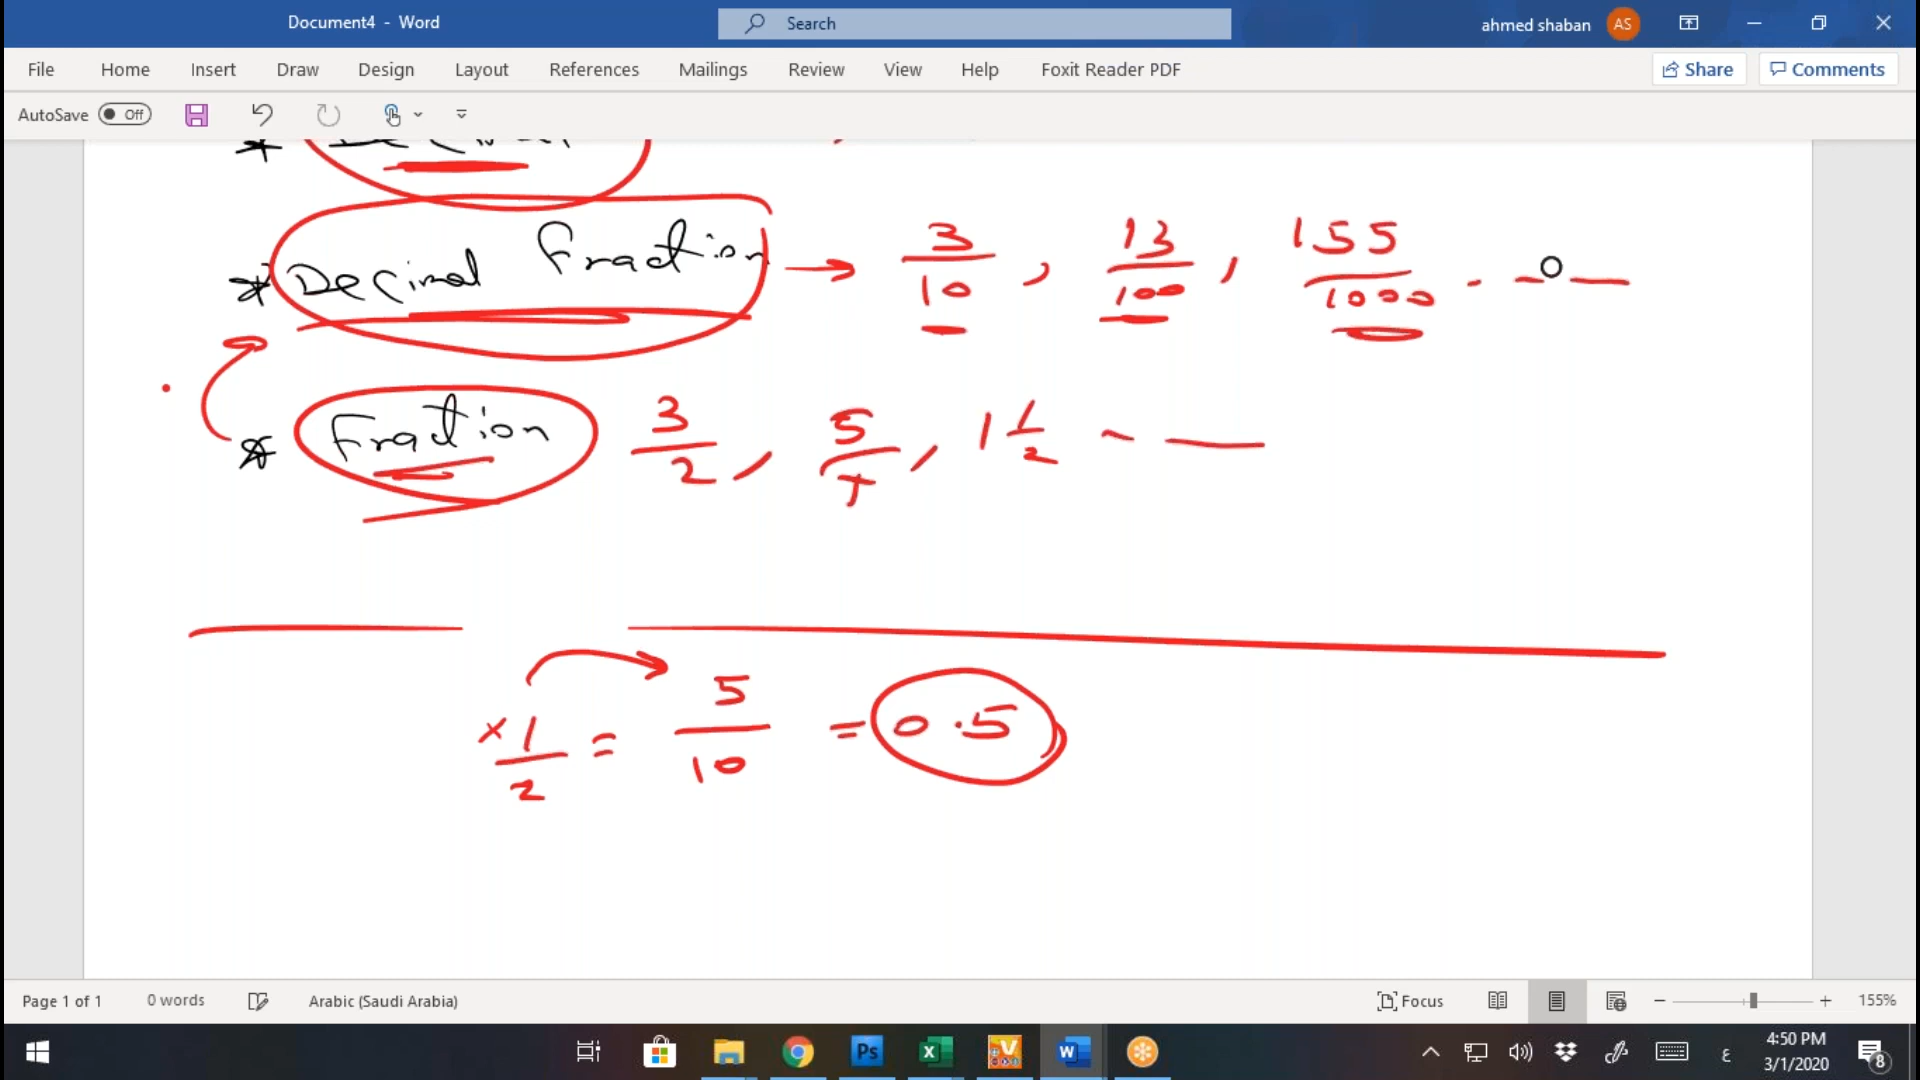 Document4 - Word
Search
ahmed shaban
AS
File Home Insert Draw Design Layout References Mailings Review View Help Foxit Reader PDF
Share
Comments
AutoSave Off
* Decimal Fraction → 3/10 , 13/100 , 155/1000 - - —
* Fraction 3/2 , 5/7 , 1 1/2 - —
× 1/2 = 5/10 = 0.5
Page 1 of 1 0 words Arabic (Saudi Arabia)
Focus
− + 155%
Ps
ع
4:50 PM
3/1/2020
8